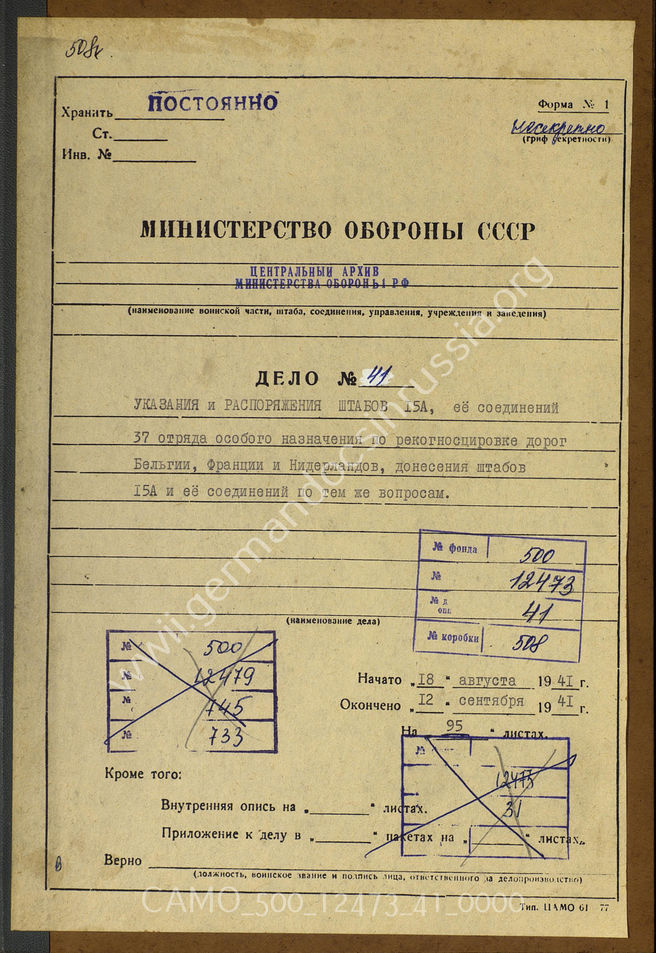 508х
Хранить ПОСТОЯННО
Форма № 1
Ст.
несекретно
(гриф секретности)
Инв. №
МИНИСТЕРСТВО ОБОРОНЫ СССР
ЦЕНТРАЛЬНЫЙ АРХИВ
МИНИСТЕРСТВА ОБОРОНЫ РФ
(наименование воинской части, штаба, соединения, управления, учреждения и заведения)
ДЕЛО № 41
УКАЗАНИЯ и РАСПОРЯЖЕНИЯ ШТАБОВ 15А, её соединений
37 отряда особого назначения по рекогносцировке дорог
Бельгии, Франции и Нидерландов, донесения штабов
15А и её соединений по тем же вопросам.
№ фонда 500
№ 12473
№ д
оп 41
№ коробки 508
(наименование дела)
№ 500
№ 12479
№ 745
№ 733
Начато „18“ августа 1941 г.
Окончено „12“ сентября 1941 г.
На 95 “ листах.
№
12473
31
Кроме того:
Внутренняя опись на „ “ листах.
Приложение к делу в „ “ пакетах на „ “ листах.
Верно
(должность, воинское звание и подпись лица, ответственного за делопроизводство)
Тип. ЦАМО 61 77
www.germandocsinrussia.org
CAMO_500_12473_41_0000